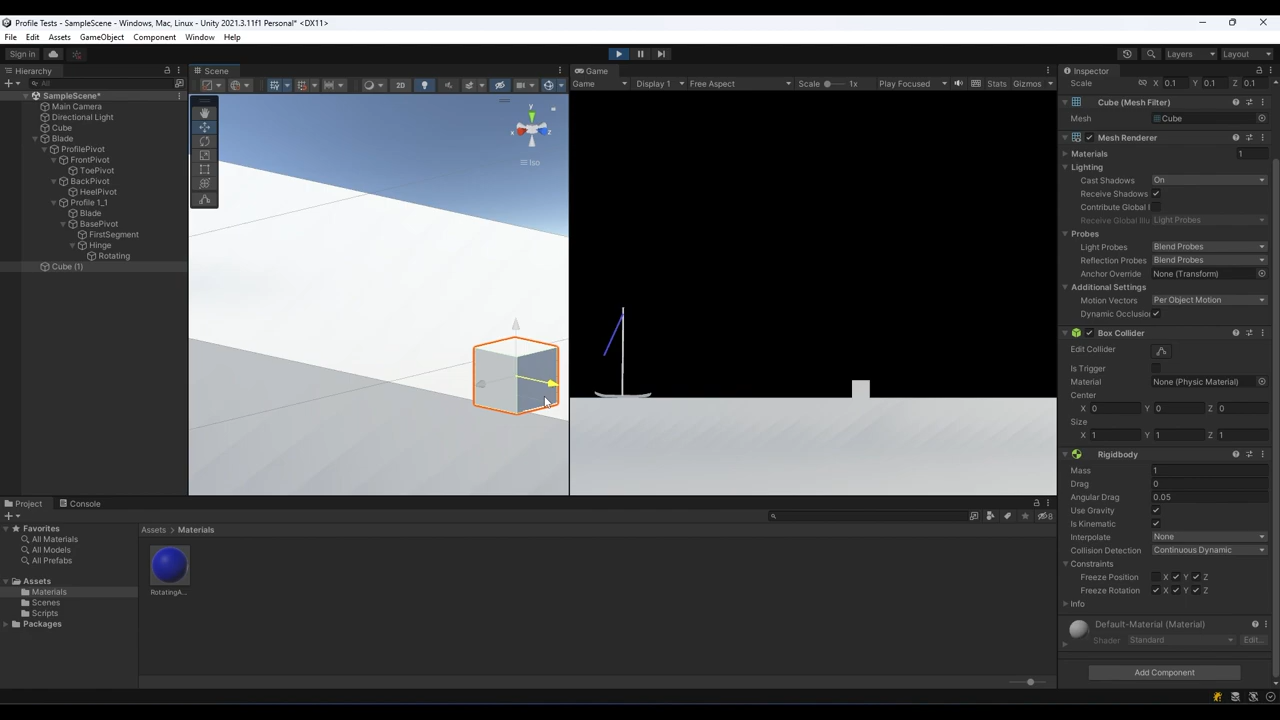 Profile Tests - SampleScene - Windows, Mac, Linux - Unity 2021.3.11f1 Personal* <DX11>
File Edit Assets GameObject Component Window Help
Sign in
Layers Layout
Hierarchy
All
SampleScene*
Main Camera
Directional Light
Cube
Blade
ProfilePivot
FrontPivot
ToePivot
BackPivot
HeelPivot
Profile 1_1
Blade
BasePivot
FirstSegment
Hinge
Rotating
Cube (1)
Scene
2D
y
x
z
Iso
Game
Game Display 1 Free Aspect Scale 1x Play Focused Stats Gizmos
Inspector
Scale X 0.1 Y 0.1 Z 0.1
Cube (Mesh Filter)
Mesh Cube
Mesh Renderer
Materials 1
Lighting
Cast Shadows On
Receive Shadows
Contribute Global I
Receive Global Illu Light Probes
Probes
Light Probes Blend Probes
Reflection Probes Blend Probes
Anchor Override None (Transform)
Additional Settings
Motion Vectors Per Object Motion
Dynamic Occlusion
Box Collider
Edit Collider
Is Trigger
Material None (Physic Material)
Center
X 0 Y 0 Z 0
Size
X 1 Y 1 Z 1
Rigidbody
Mass 1
Drag 0
Angular Drag 0.05
Use Gravity
Is Kinematic
Interpolate None
Collision Detection Continuous Dynamic
Constraints
Freeze Position X Y Z
Freeze Rotation X Y Z
Info
Default-Material (Material)
Shader Standard Edit...
Add Component
Project Console
8
Favorites
All Materials
All Models
All Prefabs
Assets
Materials
Scenes
Scripts
Packages
Assets > Materials
RotatingA...